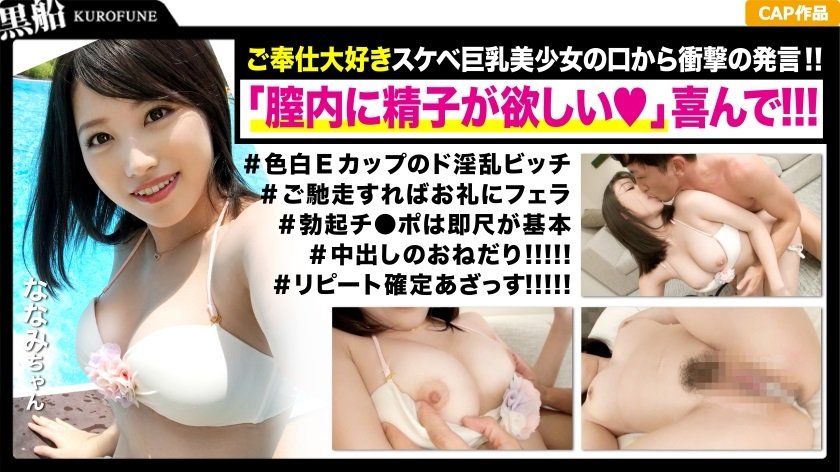 黒船 KUROFUNE
CAP作品
ご奉仕大好きスケベ巨乳美少女の口から衝撃の発言!!
「膣内に精子が欲しい♥」喜んで!!!
#色白Eカップのド淫乱ビッチ
#ご馳走すればお礼にフェラ
#勃起チ●ポは即尺が基本
#中出しのおねだり!!!!!
#リピート確定あざっす!!!!!
ななみちゃん